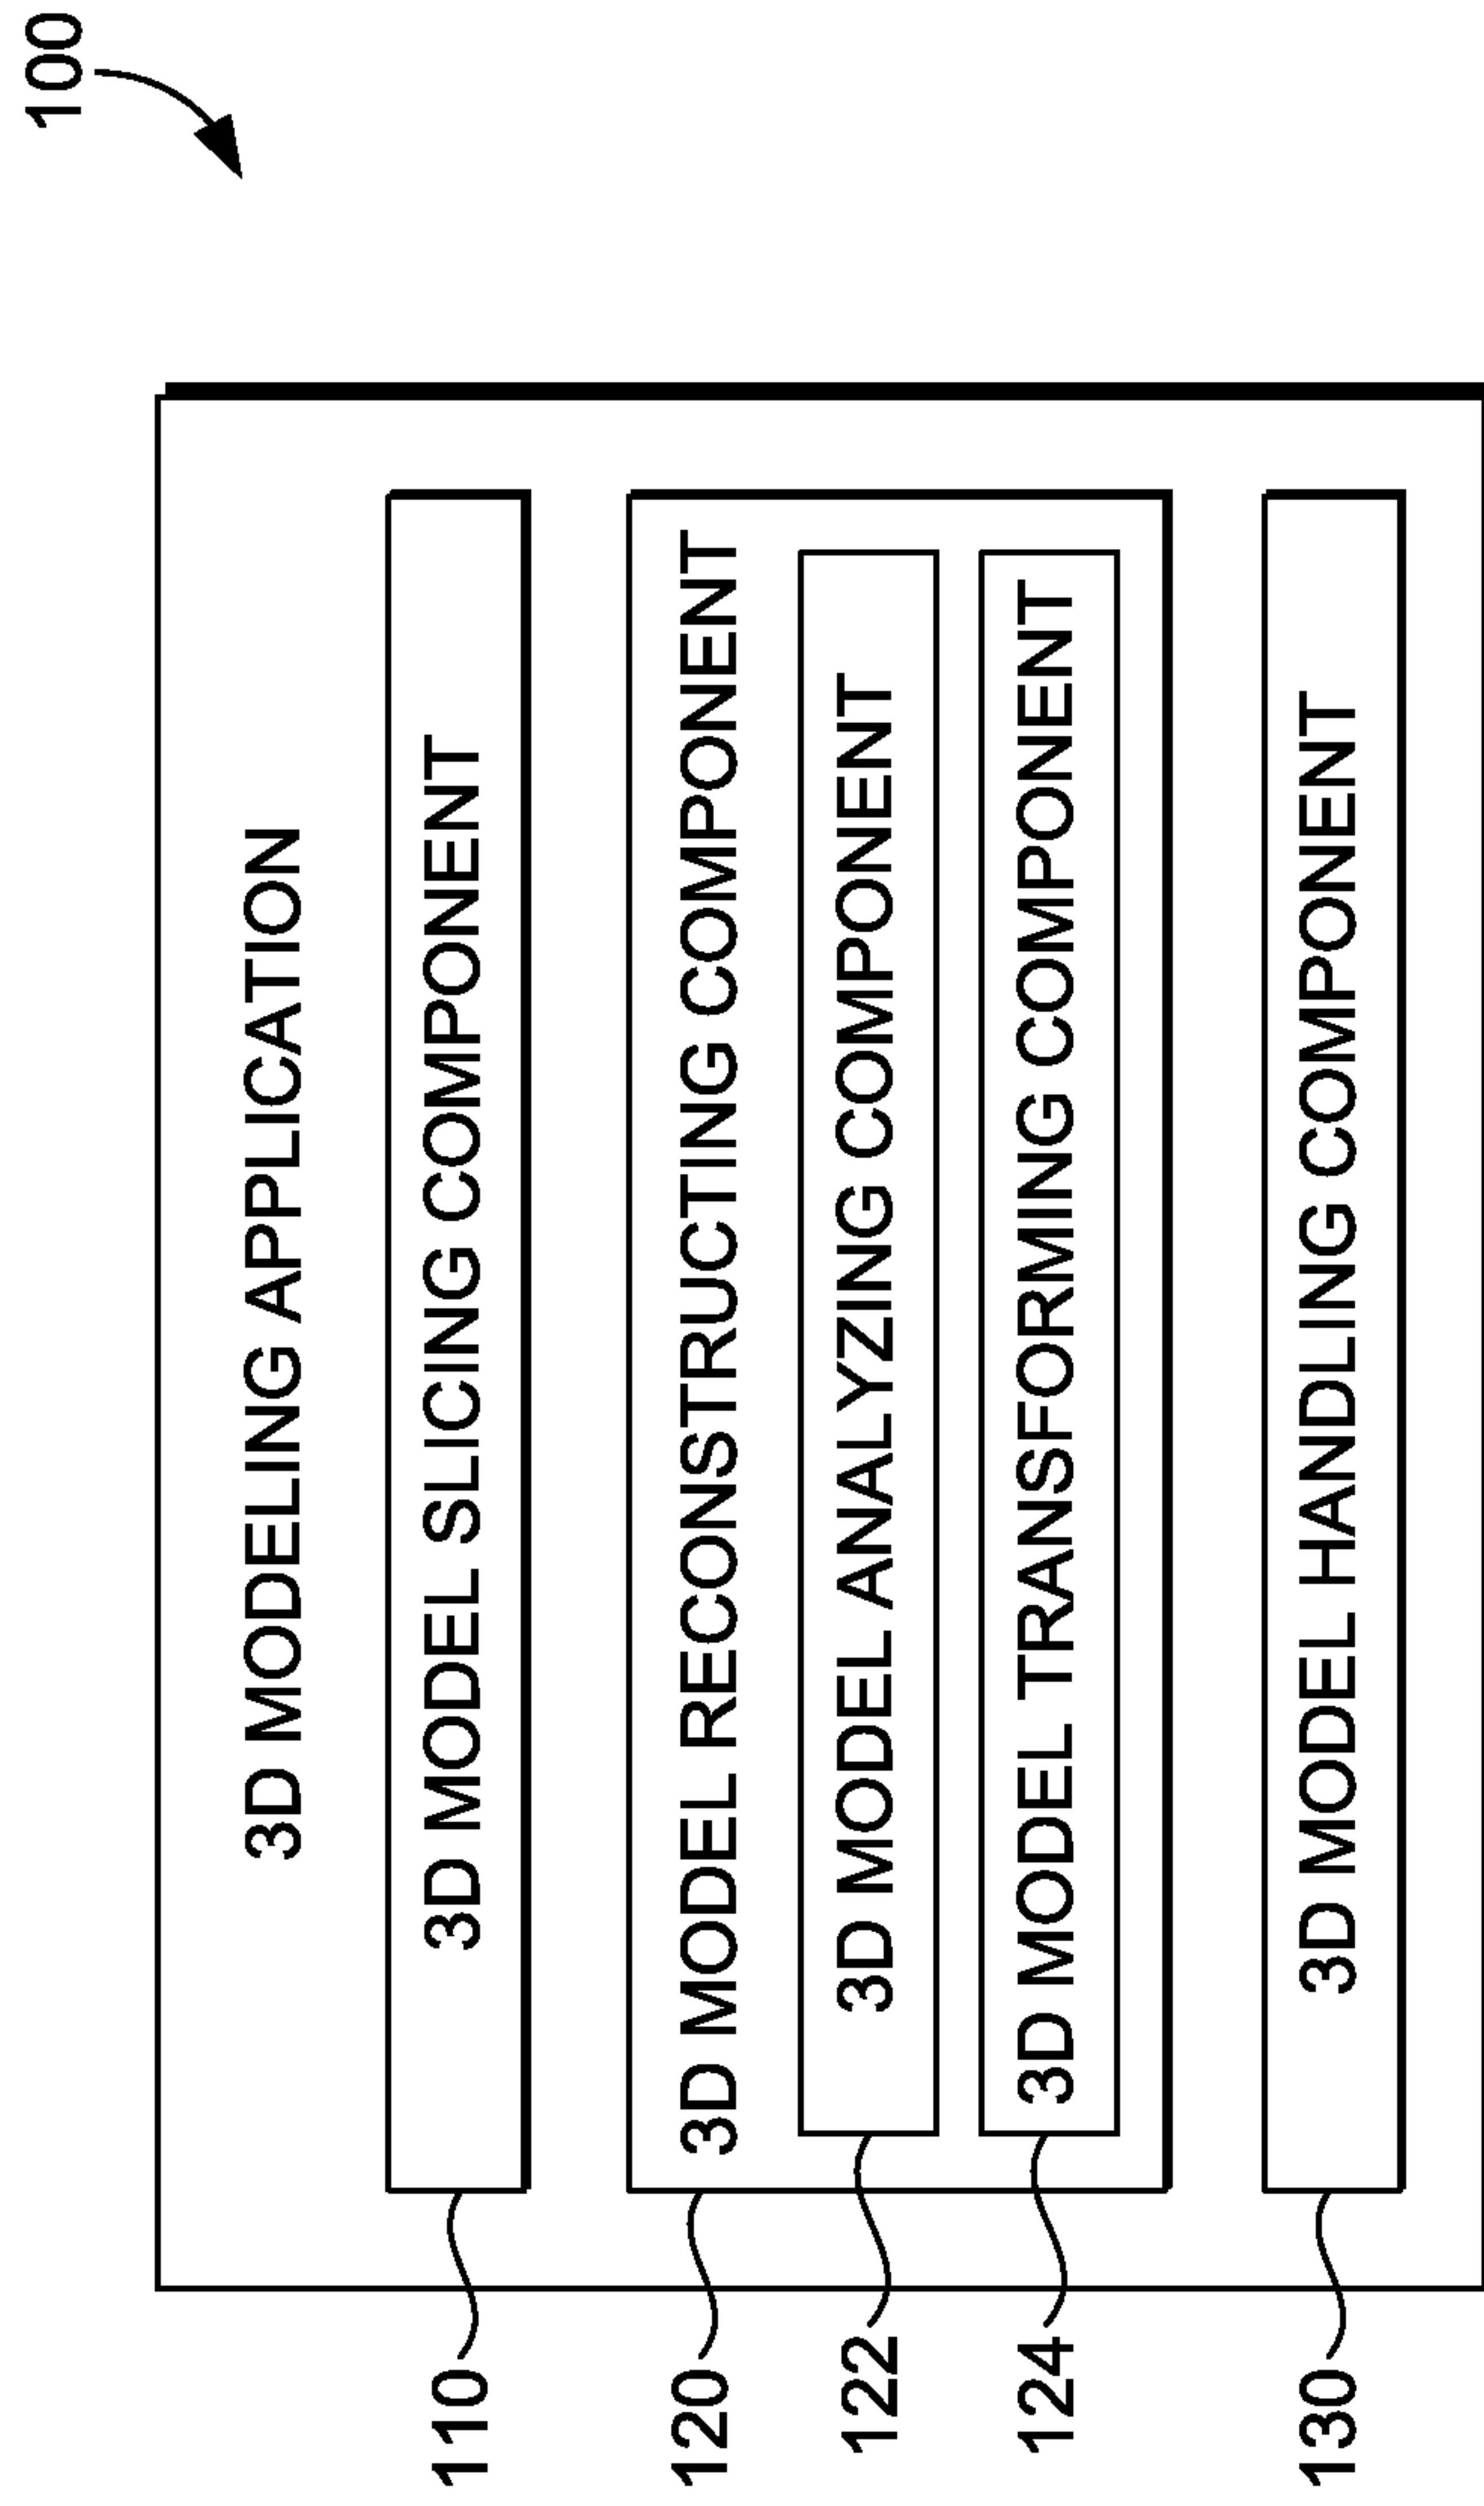 100
3D MODELING APPLICATION
110
3D MODEL SLICING COMPONENT
120
3D MODEL RECONSTRUCTING COMPONENT
122
3D MODEL ANALYZING COMPONENT
124
3D MODEL TRANSFORMING COMPONENT
130
3D MODEL HANDLING COMPONENT